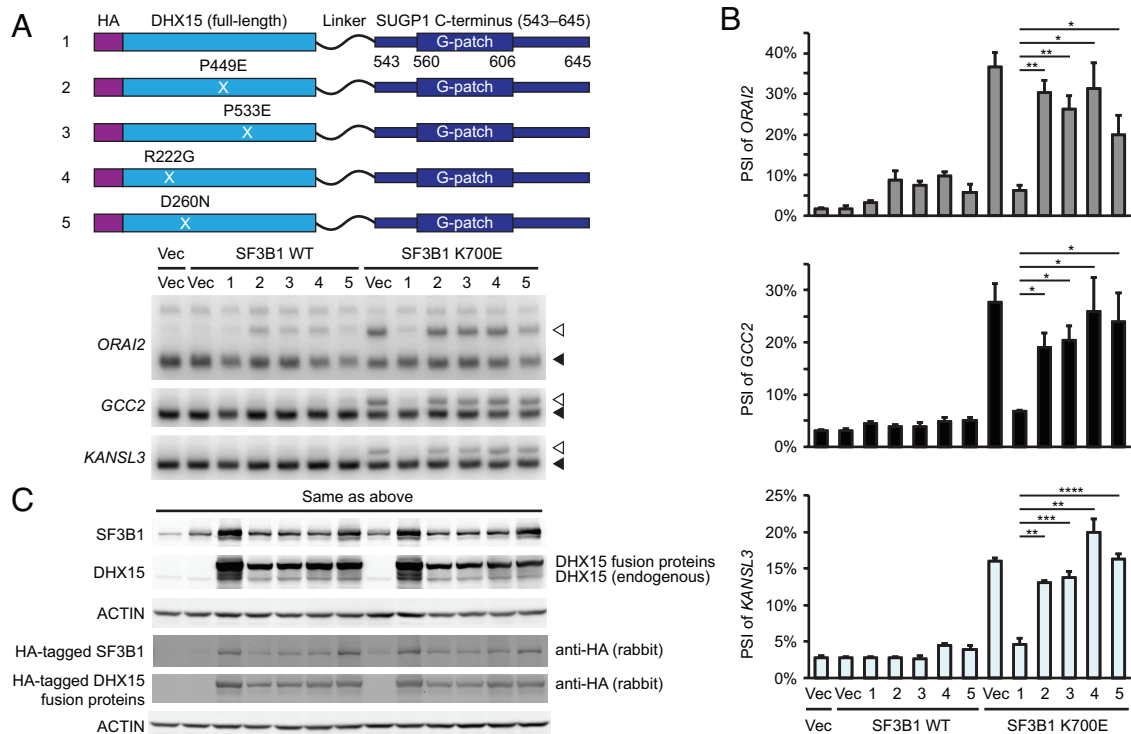 A
HA DHX15 (full-length) Linker SUGP1 C-terminus (543–645)
1 G-patch
543 560 606 645
P449E
2 X G-patch
P533E
3 X G-patch
R222G
4 X G-patch
D260N
5 X G-patch
Vec SF3B1 WT SF3B1 K700E
Vec Vec 1 2 3 4 5 Vec 1 2 3 4 5
ORAI2
GCC2
KANSL3
B
PSI of ORAI2
40%
30%
20%
10%
0%
** ** * *
PSI of GCC2
30%
20%
10%
0%
* * * *
PSI of KANSL3
25%
20%
15%
10%
5%
0%
** *** ** ****
Vec Vec 1 2 3 4 5 Vec 1 2 3 4 5
Vec SF3B1 WT SF3B1 K700E
C
Same as above
SF3B1
DHX15 DHX15 fusion proteins
DHX15 (endogenous)
ACTIN
HA-tagged SF3B1 anti-HA (rabbit)
HA-tagged DHX15 anti-HA (rabbit)
fusion proteins
ACTIN